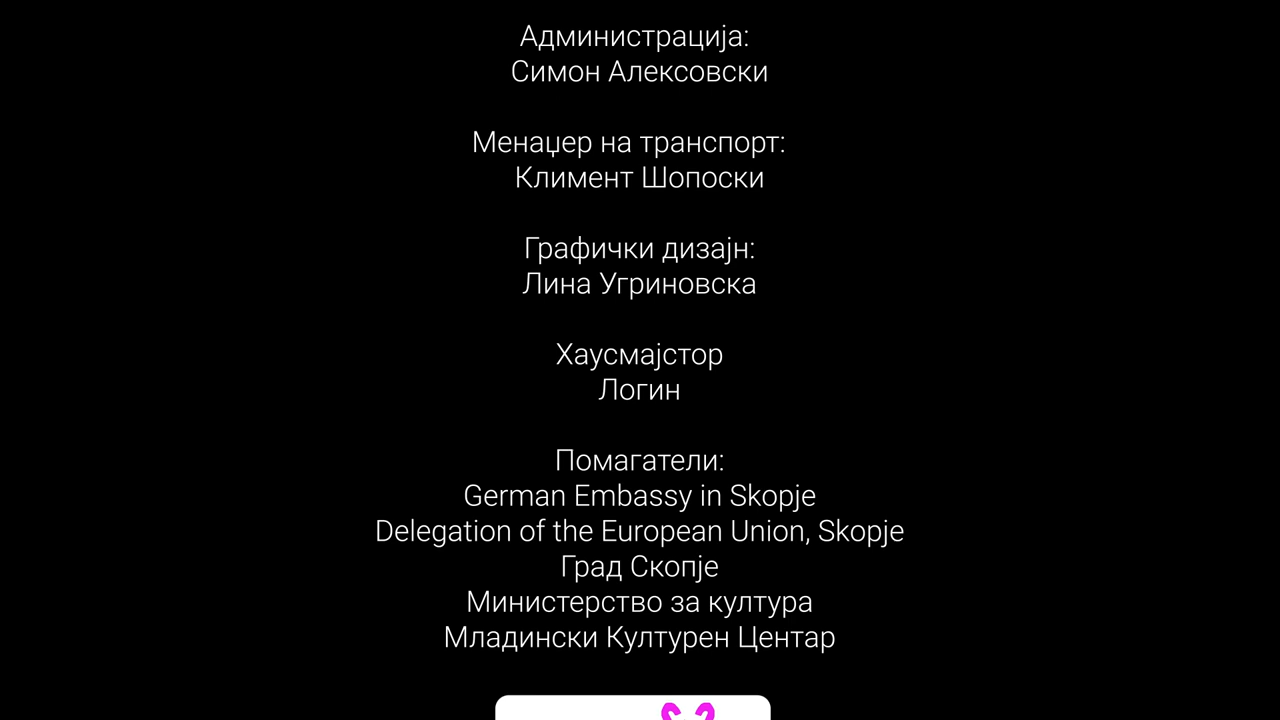 Администрација:
Симон Алексовски
Менаџер на транспорт:
Климент Шопоски
Графички дизајн:
Лина Угриновска
Хаусмајстор
Логин
Помагатели:
German Embassy in Skopje
Delegation of the European Union, Skopje
Град Скопје
Министерство за култура
Младински Културен Центар